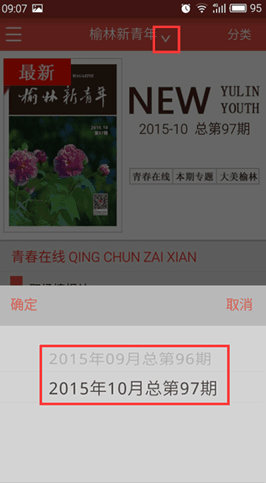 09:07
95
榆林新青年
分类
最新
榆林新青年
2015·10
NEW YULIN YOUTH
2015-10 总第97期
青春在线 本期专题 大美榆林
青春在线 QING CHUN ZAI XIAN
确定
取消
2015年09月总第96期
2015年10月总第97期